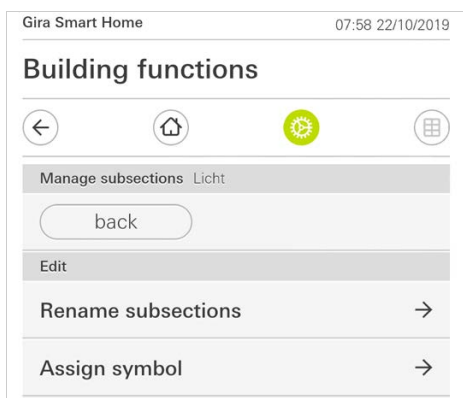 Gira Smart Home 07:58 22/10/2019
Building functions
Manage subsections Licht
back
Edit
Rename subsections
Assign symbol